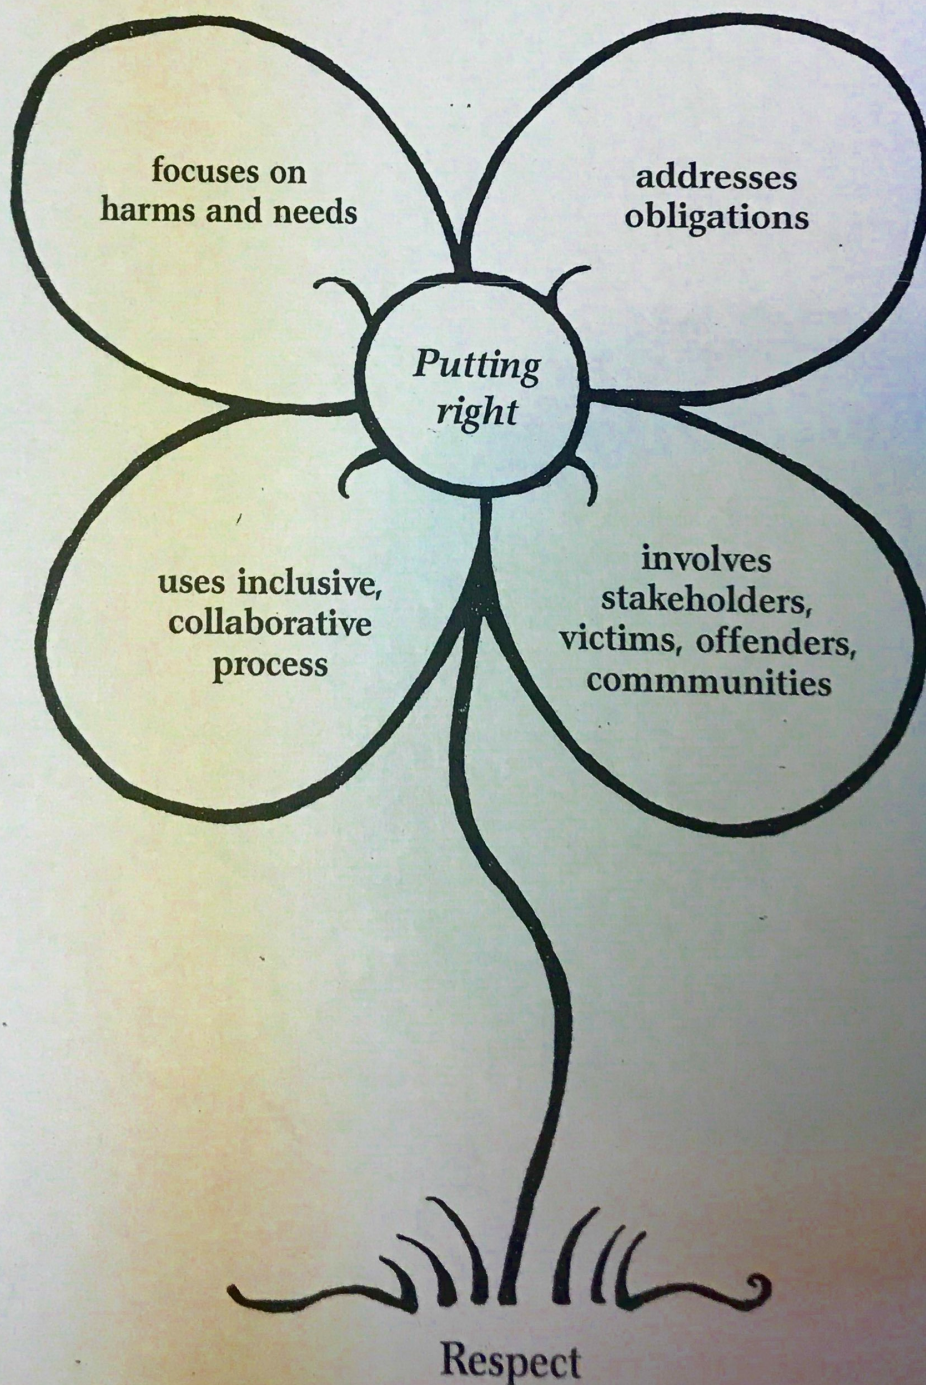 focuses on
harms and needs
addresses
obligations
Putting
right
uses inclusive,
collaborative
process
involves
stakeholders,
victims, offenders,
commmunities
Respect